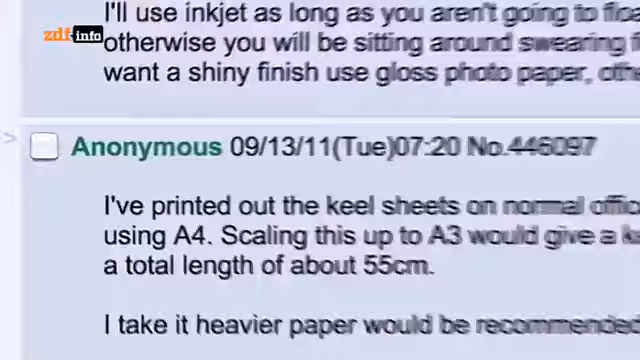 I'll use inkjet as long as you aren't going to
zdf.info
otherwise you will be sitting around swearing
want a shiny finish use gloss photo paper,
>>
Anonymous 09/13/11(Tue)07:20 No.446097
I've printed out the keel sheets on normal
using A4. Scaling this up to A3 would give a
a total length of about 55cm.
I take it heavier paper would be recommended